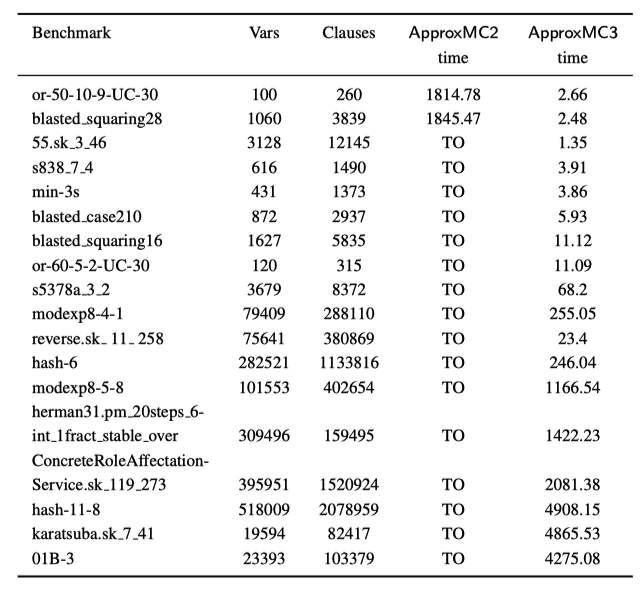 Benchmark Vars Clauses ApproxMC2 ApproxMC3
time time
or-50-10-9-UC-30 100 260 1814.78 2.66
blasted_squaring28 1060 3839 1845.47 2.48
55.sk_3_46 3128 12145 TO 1.35
s838_7_4 616 1490 TO 3.91
min-3s 431 1373 TO 3.86
blasted_case210 872 2937 TO 5.93
blasted_squaring16 1627 5835 TO 11.12
or-60-5-2-UC-30 120 315 TO 11.09
s5378a_3_2 3679 8372 TO 68.2
modexp8-4-1 79409 288110 TO 255.05
reverse.sk_ 11_ 258 75641 380869 TO 23.4
hash-6 282521 1133816 TO 246.04
modexp8-5-8 101553 402654 TO 1166.54
herman31.pm_20steps_6-
int_1fract_stable_over 309496 159495 TO 1422.23
ConcreteRoleAffectation-
Service.sk_119_273 395951 1520924 TO 2081.38
hash-11-8 518009 2078959 TO 4908.15
karatsuba.sk_7_41 19594 82417 TO 4865.53
01B-3 23393 103379 TO 4275.08